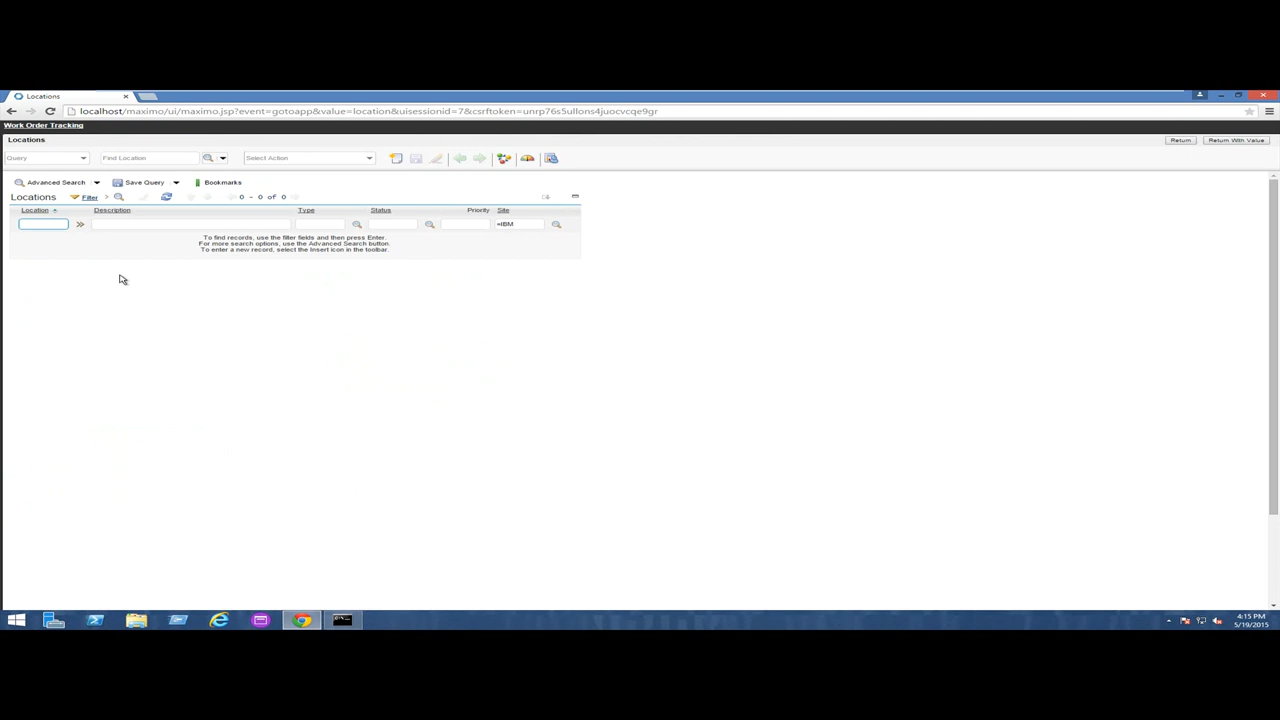 Locations
localhost/maximo/ui/maximo.jsp?event=gotoapp&value=location&uisessionid=7&csrftoken=unrp76s5ullons4juocvcqe9gr
Work Order Tracking
Locations
Return
Return With Value
Query
Find Location
Select Action
Advanced Search
Save Query
Bookmarks
Locations
Filter
0 - 0 of 0
Location
Description
Type
Status
Priority
Site
=IBM
To find records, use the filter fields and then press Enter.
For more search options, use the Advanced Search button.
To enter a new record, select the Insert icon in the toolbar.
4:15 PM
5/19/2015